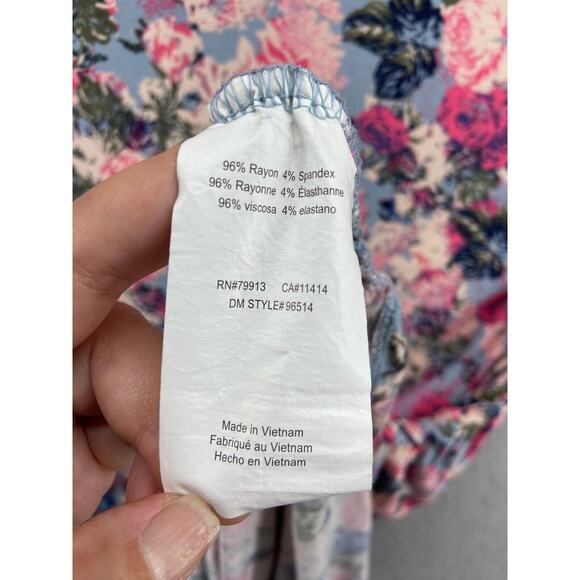 96% Rayon 4% Spandex
96% Rayonne 4% Élasthanne
96% viscosa 4% elastano
RN#79913 CA#11414
DM STYLE# 96514
Made in Vietnam
Fabriqué au Vietnam
Hecho en Vietnam